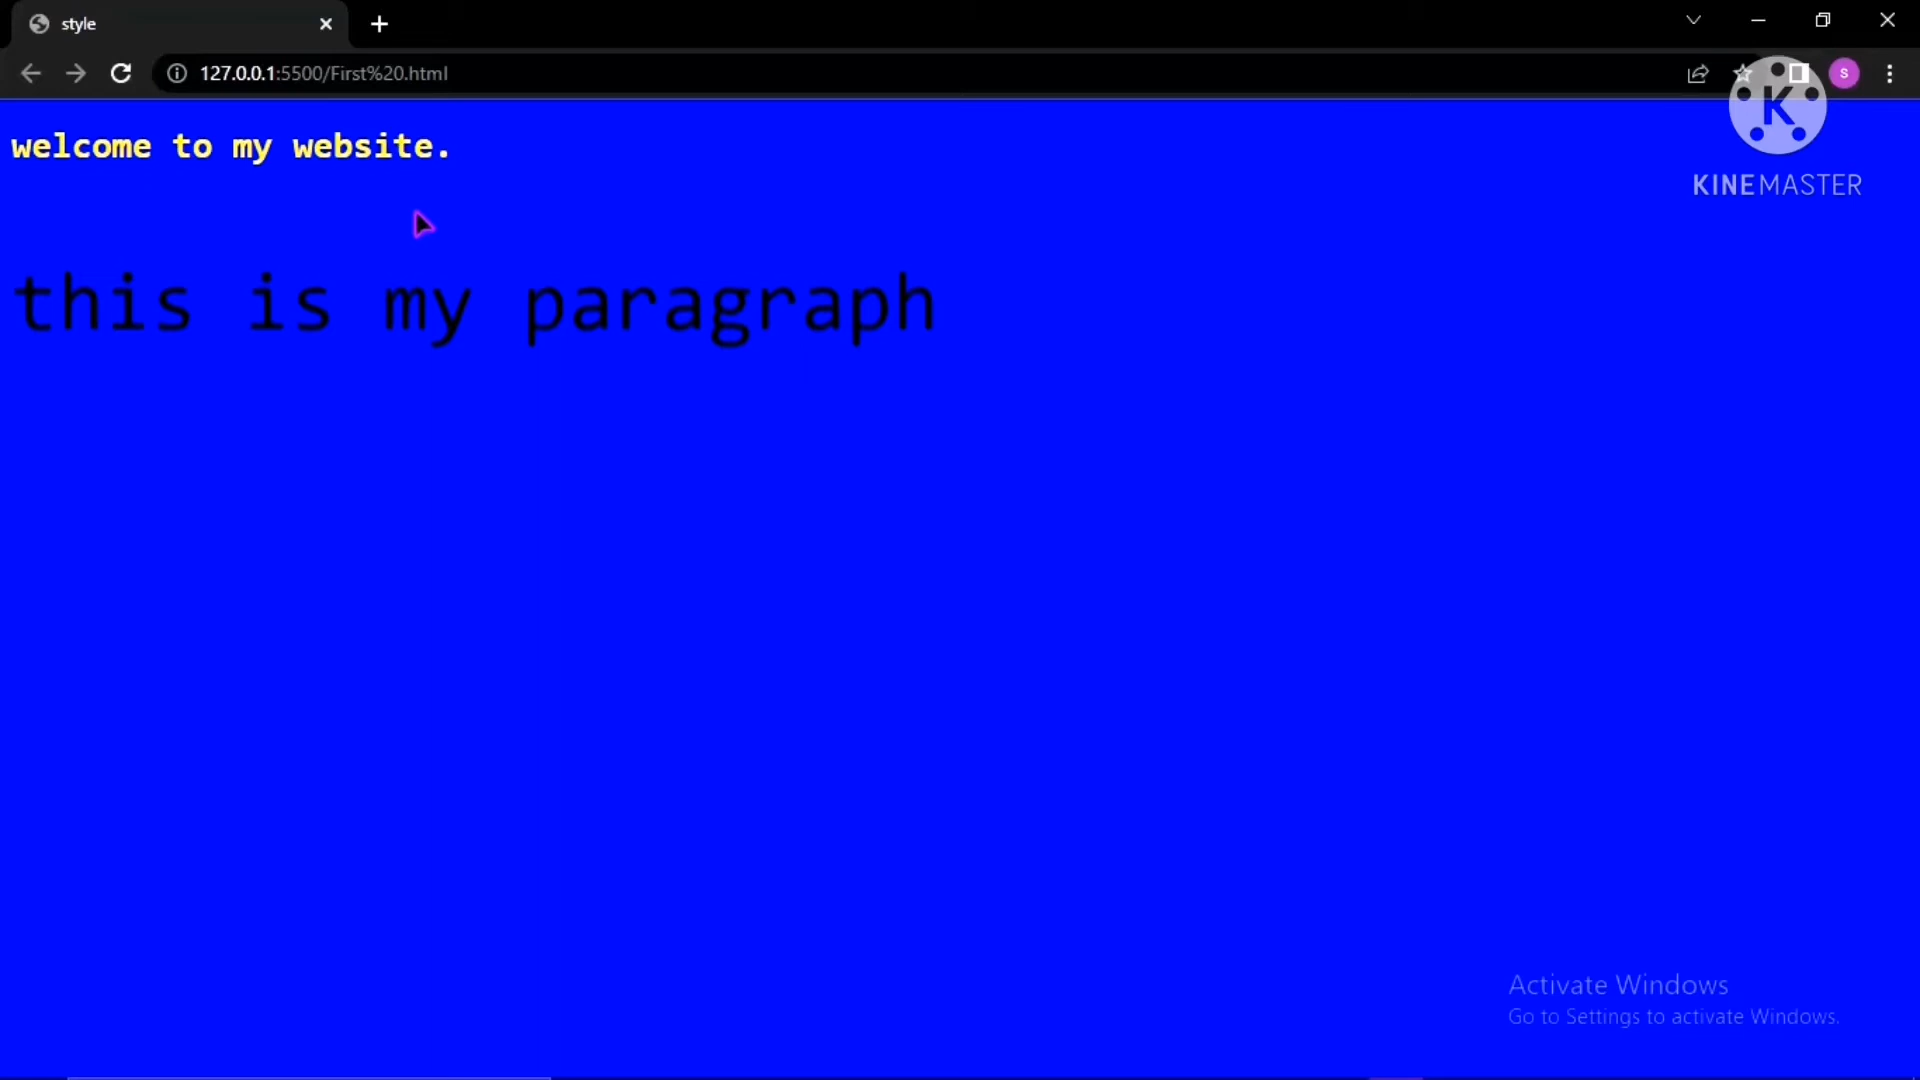 style
127.0.0.1:5500/First%20.html
S
K
KINEMASTER
welcome to my website.
this is my paragraph
Activate Windows
Go to Settings to activate Windows.